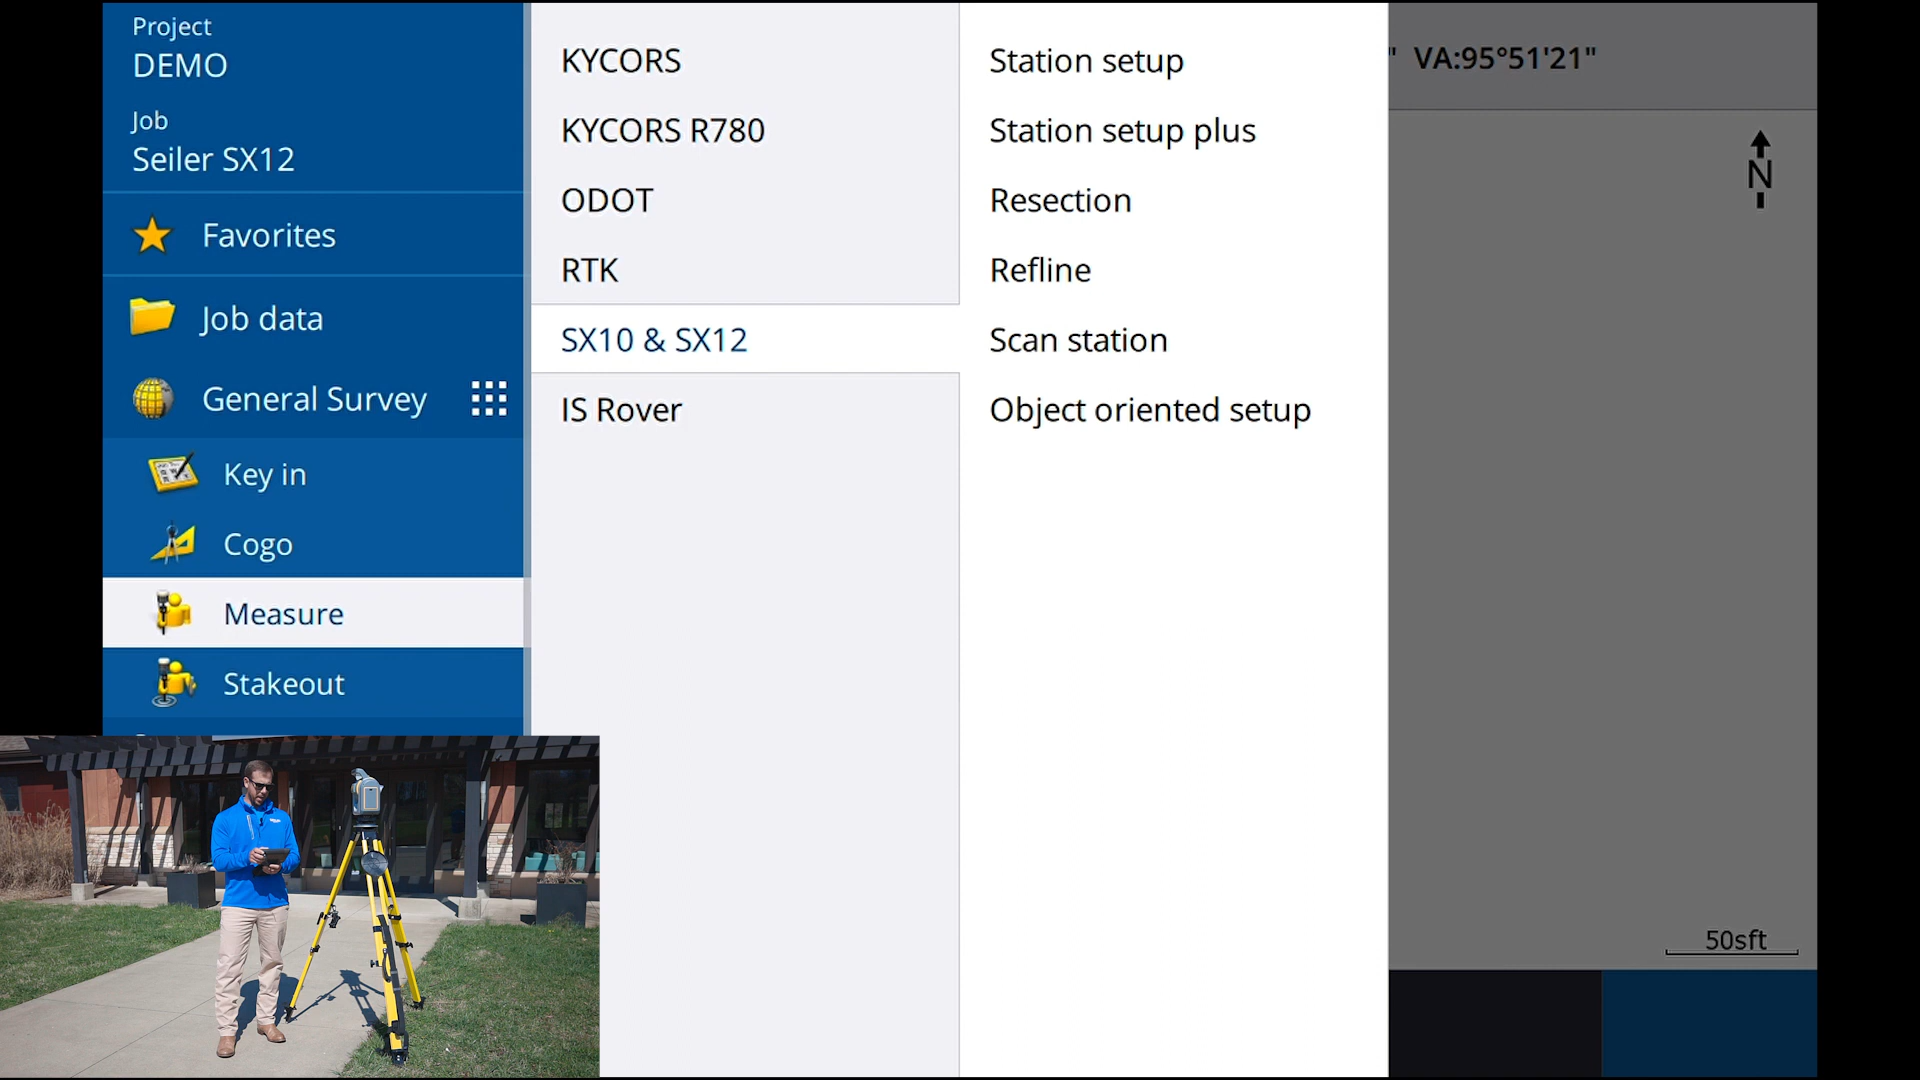 Project
DEMO
Job
Seiler SX12
Favorites
Job data
General Survey
Key in
Cogo
Measure
Stakeout
KYCORS
KYCORS R780
ODOT
RTK
SX10 & SX12
IS Rover
Station setup
Station setup plus
Resection
Refline
Scan station
Object oriented setup
" VA:95°51'21"
N
50sft